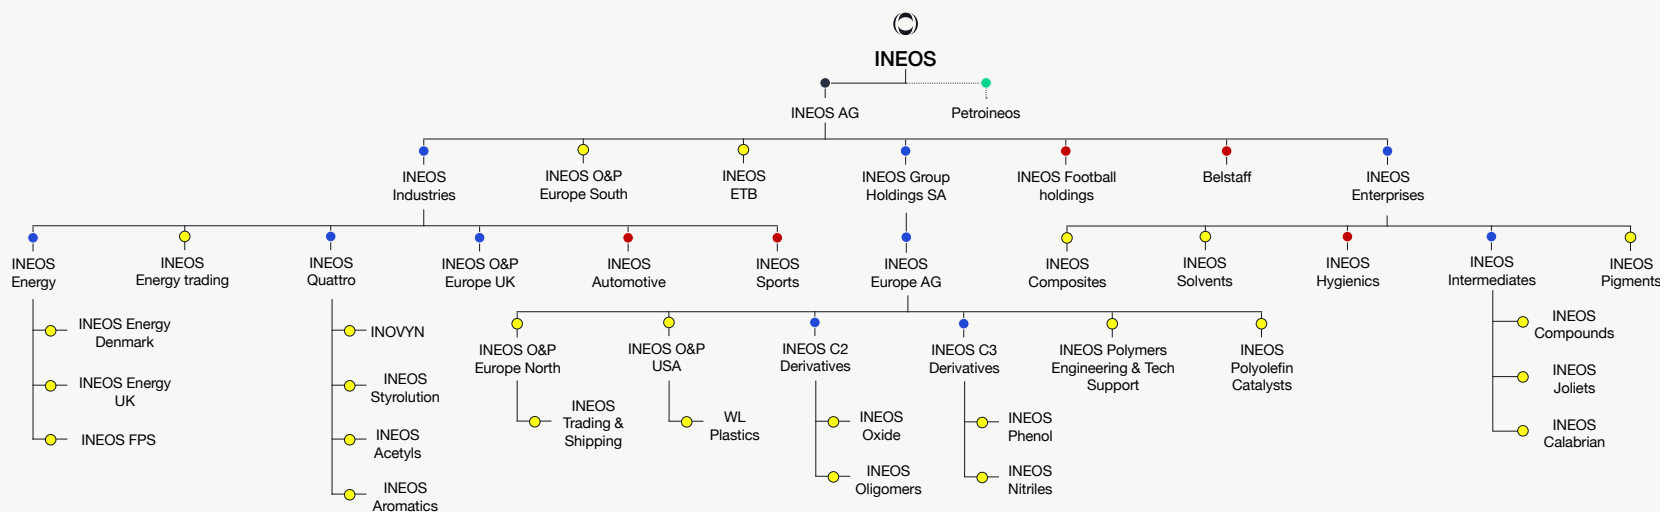 INEOS
INEOS AG
Petroineos
INEOS
Industries
INEOS O&P
Europe South
INEOS
ETB
INEOS Group
Holdings SA
INEOS Football
holdings
Belstaff
INEOS
Enterprises
INEOS
Energy
INEOS
Energy trading
INEOS
Quattro
INEOS O&P
Europe UK
INEOS
Automotive
INEOS
Sports
INEOS
Europe AG
INEOS
Composites
INEOS
Solvents
INEOS
Hygienics
INEOS
Intermediates
INEOS
Pigments
INEOS Energy
Denmark
INEOS Energy
UK
INEOS FPS
INOVYN
INEOS
Styrolution
INEOS
Acetyls
INEOS
Aromatics
INEOS O&P
Europe North
INEOS
Trading &
Shipping
INEOS O&P
USA
WL
Plastics
INEOS C2
Derivatives
INEOS
Oxide
INEOS
Oligomers
INEOS C3
Derivatives
INEOS
Phenol
INEOS
Nitriles
INEOS Polymers
Engineering & Tech
Support
INEOS
Polyolefin
Catalysts
INEOS
Compounds
INEOS
Joliets
INEOS
Calabrian